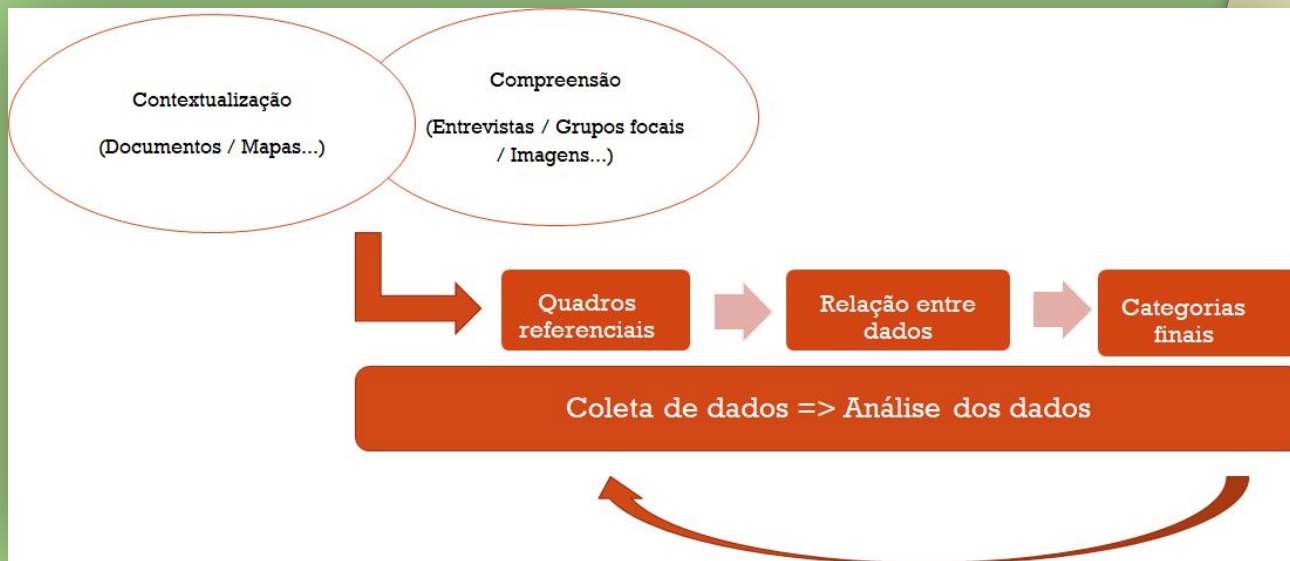 Contextualização
(Documentos / Mapas...)
Compreensão
(Entrevistas / Grupos focais
/ Imagens...)
Quadros
referenciais
Relação entre
dados
Categorias
finais
Coleta de dados => Análise dos dados